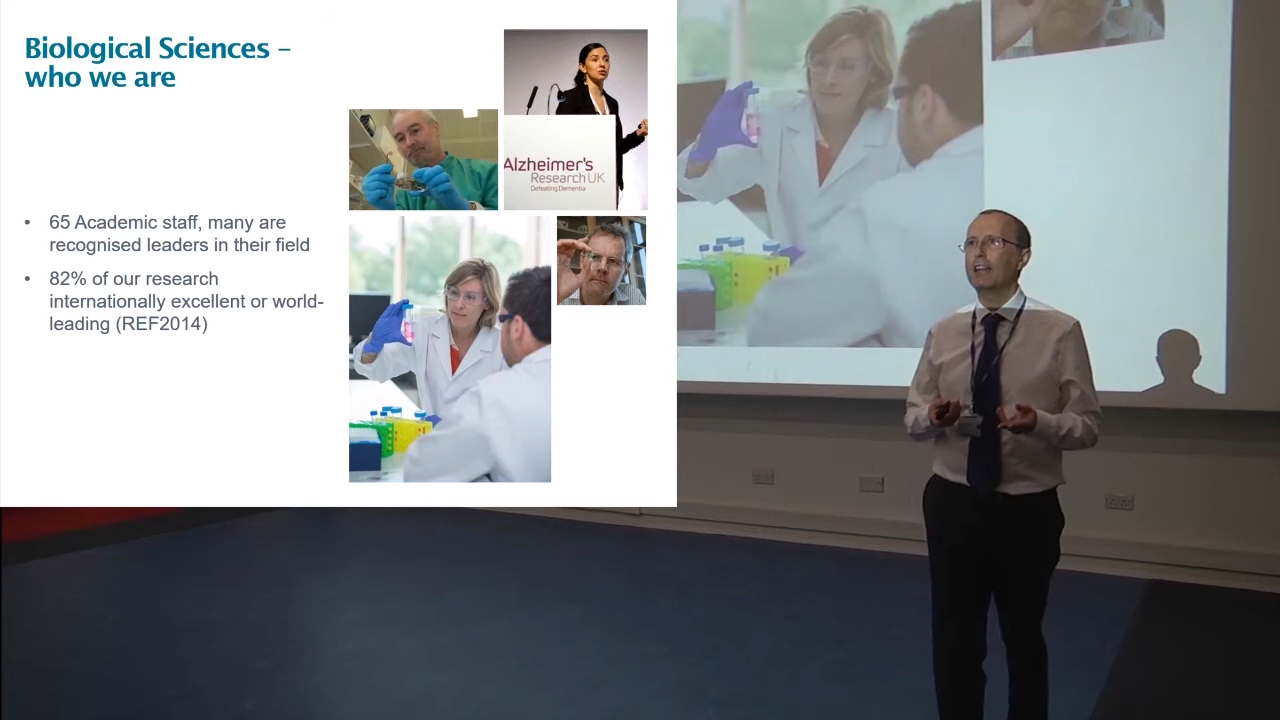 Biological Sciences –
who we are
Alzheimer's
Research UK
Defeating Dementia
• 65 Academic staff, many are
recognised leaders in their field
• 82% of our research
internationally excellent or world-
leading (REF2014)